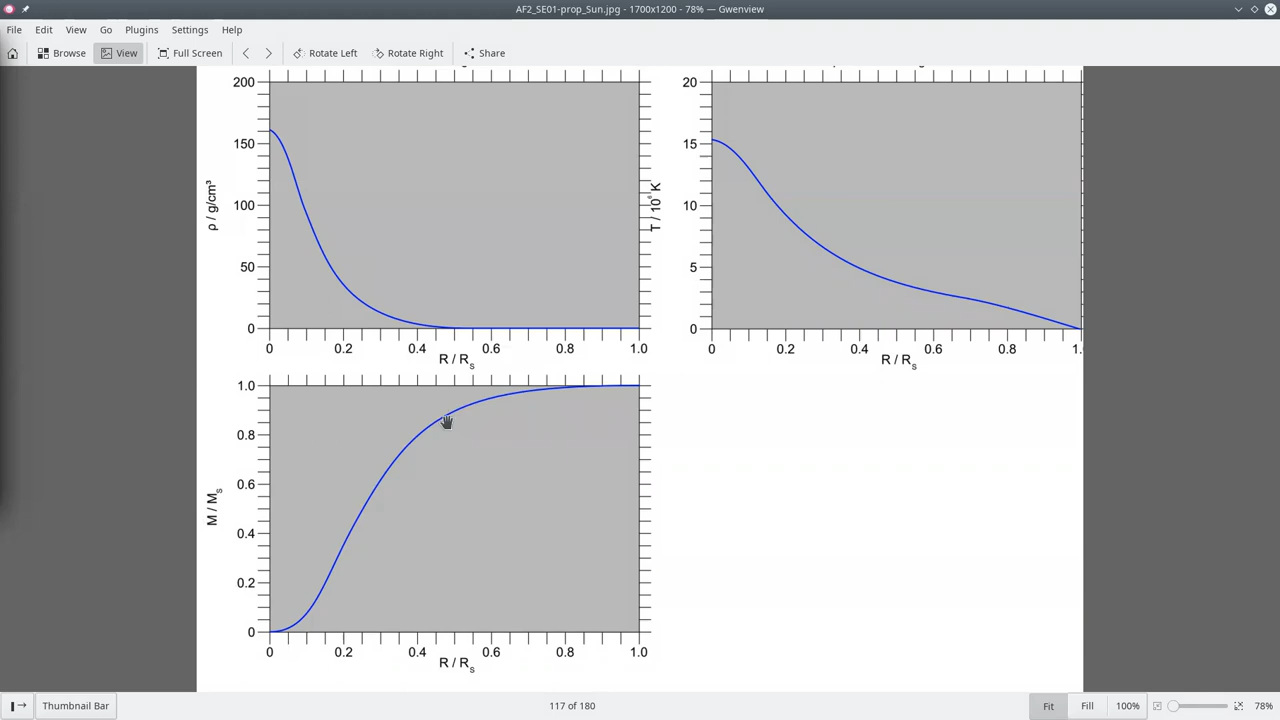 AF2_SE01-prop_Sun.jpg - 1700x1200 - 78% — Gwenview
File Edit View Go Plugins Settings Help
Browse View Full Screen Rotate Left Rotate Right Share
200
150
100
50
0
ρ / g/cm³
0 0.2 0.4 0.6 0.8 1.0
R / Rs
20
15
10
5
0
T / 10⁶ K
0 0.2 0.4 0.6 0.8 1.
R / Rs
1.0
0.8
0.6
0.4
0.2
0
M / Ms
0 0.2 0.4 0.6 0.8 1.0
R / Rs
Thumbnail Bar 117 of 180 Fit Fill 100% 78%